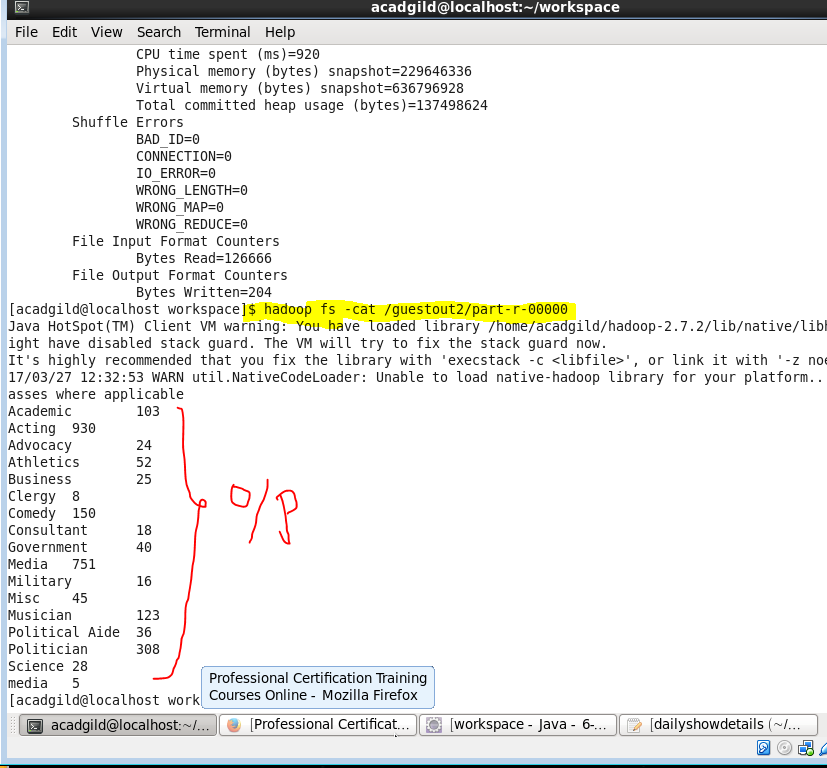 acadgild@localhost:~/workspace
File Edit View Search Terminal Help
CPU time spent (ms)=920
Physical memory (bytes) snapshot=229646336
Virtual memory (bytes) snapshot=636796928
Total committed heap usage (bytes)=137498624
Shuffle Errors
BAD_ID=0
CONNECTION=0
IO_ERROR=0
WRONG_LENGTH=0
WRONG_MAP=0
WRONG_REDUCE=0
File Input Format Counters
Bytes Read=126666
File Output Format Counters
Bytes Written=204
[acadgild@localhost workspace]$ hadoop fs -cat /guestout2/part-r-00000
Java HotSpot(TM) Client VM warning: You have loaded library /home/acadgild/hadoop-2.7.2/lib/native/libh
ight have disabled stack guard. The VM will try to fix the stack guard now.
It's highly recommended that you fix the library with 'execstack -c <libfile>', or link it with '-z noe
17/03/27 12:32:53 WARN util.NativeCodeLoader: Unable to load native-hadoop library for your platform..
asses where applicable
Academic 103
Acting 930
Advocacy 24
Athletics 52
Business 25
Clergy 8
Comedy 150
Consultant 18
Government 40
Media 751
Military 16
Misc 45
Musician 123
Political Aide 36
Politician 308
Science 28
media 5
O/P
[acadgild@localhost work
Professional Certification Training
Courses Online - Mozilla Firefox
acadgild@localhost:~/... [Professional Certificat... [workspace - Java - 6-... [dailyshowdetails (~/...